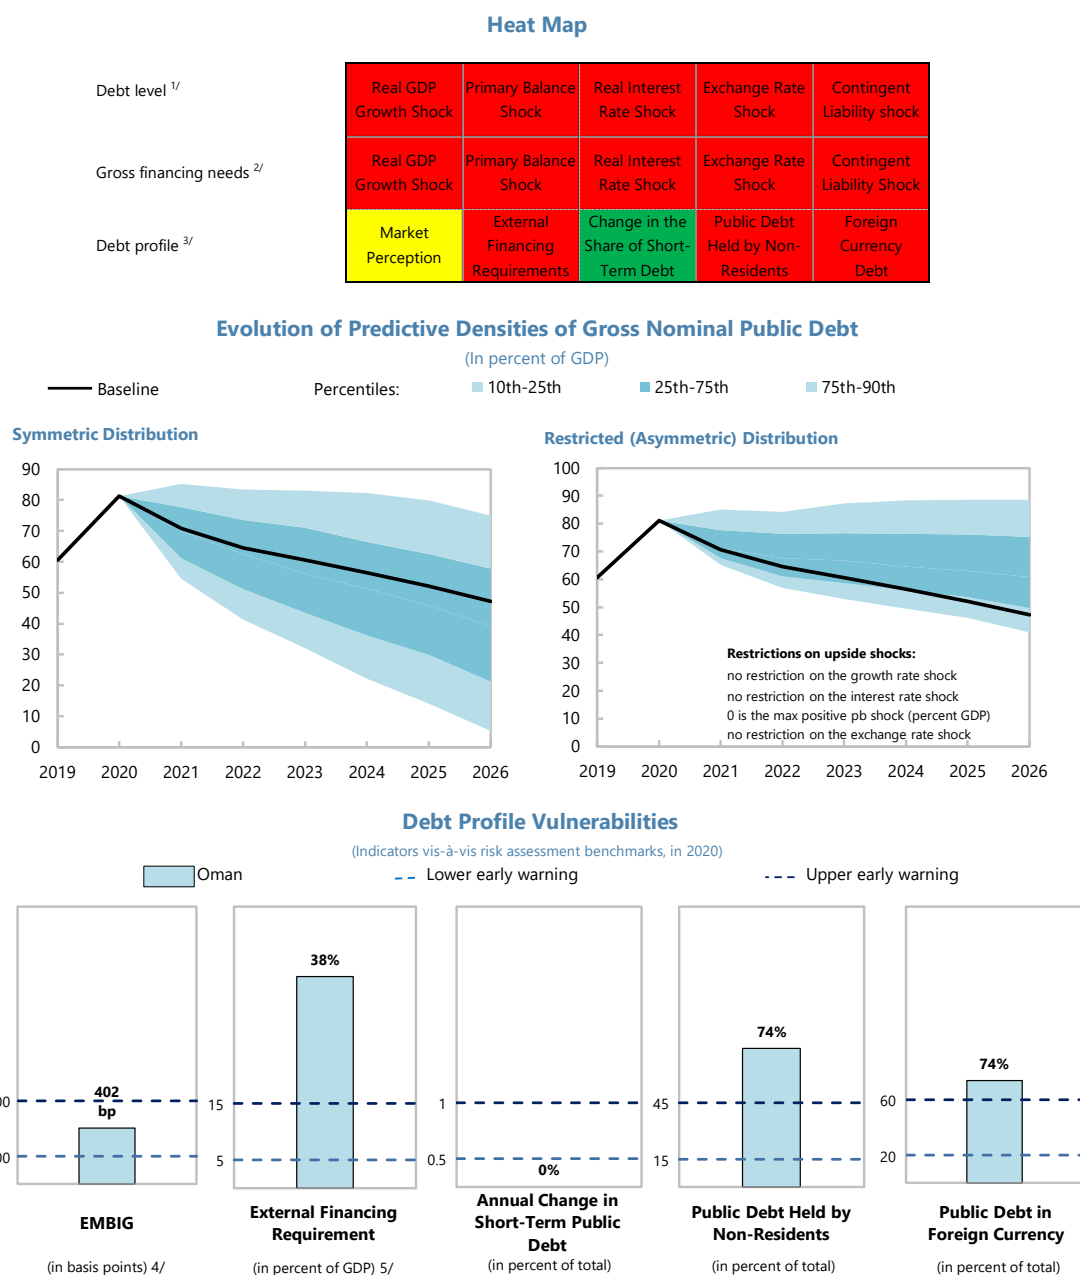 Heat Map
Debt level 1/
Real GDP Growth Shock
Primary Balance Shock
Real Interest Rate Shock
Exchange Rate Shock
Contingent Liability shock
Gross financing needs 2/
Real GDP Growth Shock
Primary Balance Shock
Real Interest Rate Shock
Exchange Rate Shock
Contingent Liability Shock
Debt profile 3/
Market Perception
External Financing Requirements
Change in the Share of Short-Term Debt
Public Debt Held by Non-Residents
Foreign Currency Debt
Evolution of Predictive Densities of Gross Nominal Public Debt
(In percent of GDP)
Baseline
Percentiles:
10th-25th
25th-75th
75th-90th
Symmetric Distribution
90
80
70
60
50
40
30
20
10
0
2019 2020 2021 2022 2023 2024 2025 2026
Restricted (Asymmetric) Distribution
100
90
80
70
60
50
40
30
20
10
0
Restrictions on upside shocks:
no restriction on the growth rate shock
no restriction on the interest rate shock
0 is the max positive pb shock (percent GDP)
no restriction on the exchange rate shock
2019 2020 2021 2022 2023 2024 2025 2026
Debt Profile Vulnerabilities
(Indicators vis-à-vis risk assessment benchmarks, in 2020)
Oman
Lower early warning
Upper early warning
402
bp
EMBIG
(in basis points) 4/
38%
15
5
External Financing
Requirement
(in percent of GDP) 5/
1
0.5
0%
Annual Change in
Short-Term Public
Debt
(in percent of total)
74%
45
15
Public Debt Held by
Non-Residents
(in percent of total)
74%
60
20
Public Debt in
Foreign Currency
(in percent of total)